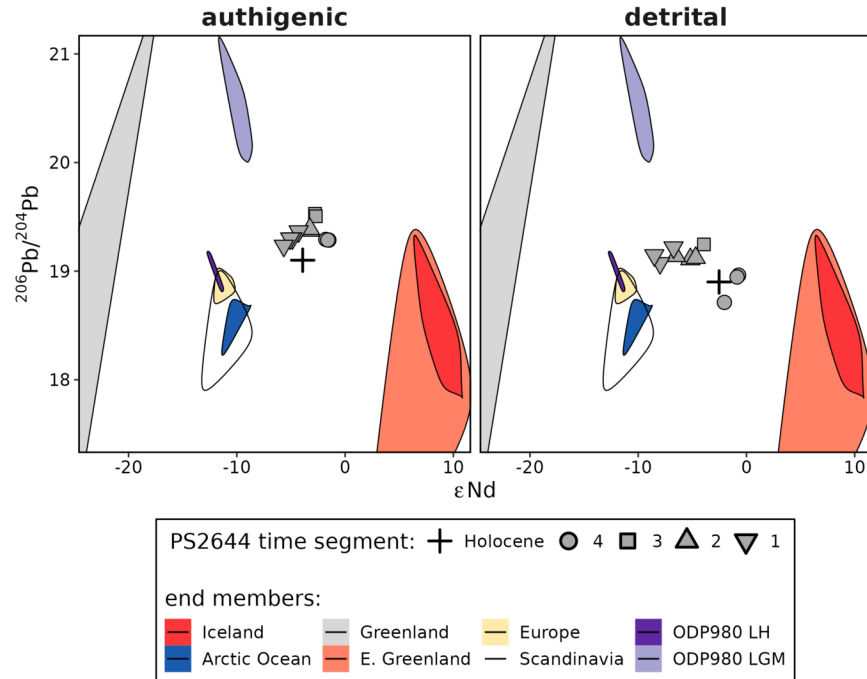 authigenic
detrital
21
20
19
18
206Pb/204Pb
-20
-10
0
10
-20
-10
0
10
εNd
PS2644 time segment: Holocene 4 3 2 1
end members:
Iceland Greenland Europe ODP980 LH
Arctic Ocean E. Greenland Scandinavia ODP980 LGM